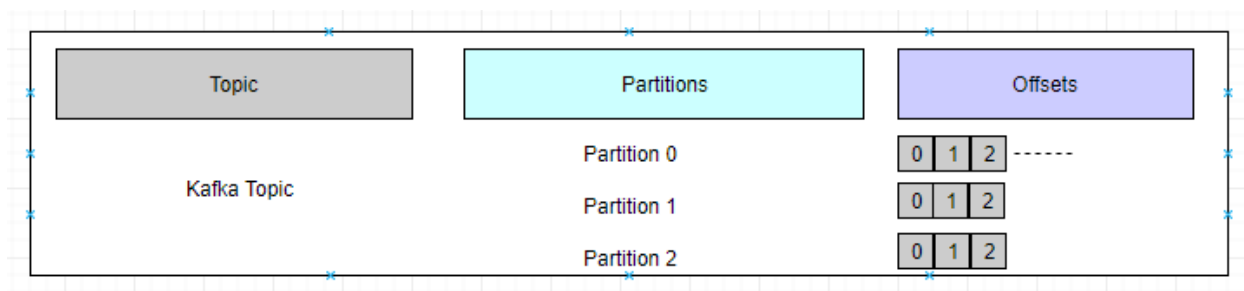 Topic Partitions Offsets
Partition 0 0 1 2 ------
Kafka Topic
Partition 1 0 1 2
Partition 2 0 1 2